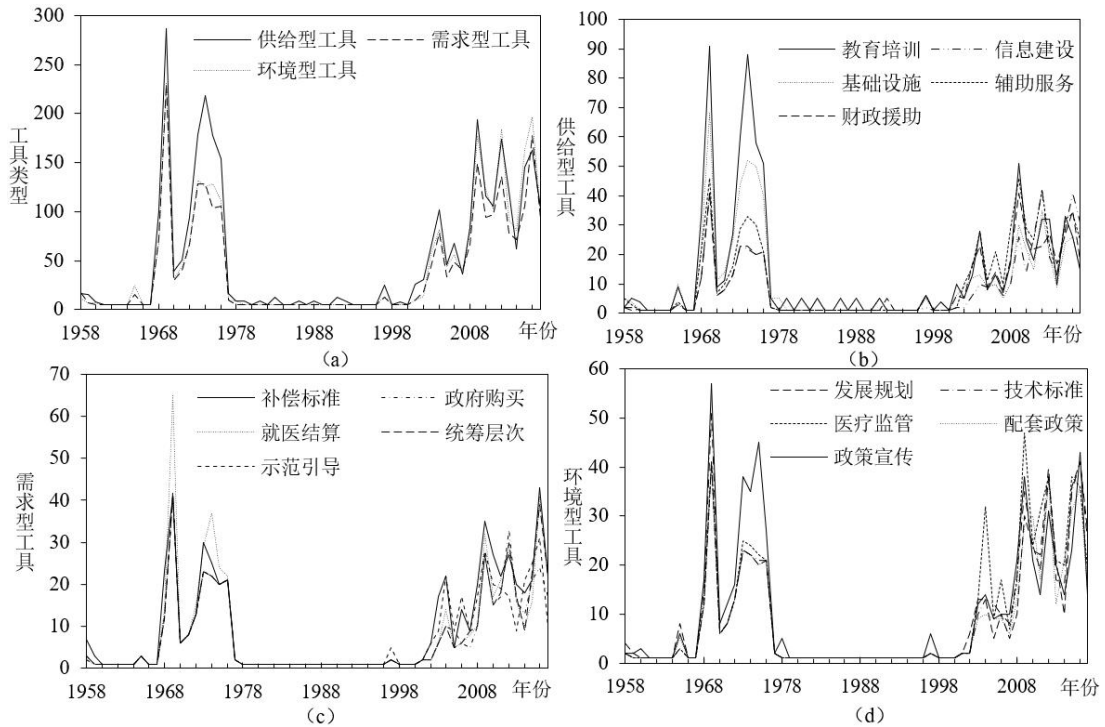 300
250
200
150
100
50
0
工具类型
供给型工具
需求型工具
环境型工具
1958
1968
1978
1988
1998
2008
年份
(a)
100
90
80
70
60
50
40
30
20
10
0
供给型工具
教育培训
信息建设
基础设施
辅助服务
财政援助
1958
1968
1978
1988
1998
2008
年份
(b)
70
60
50
40
30
20
10
0
需求型工具
补偿标准
政府购买
就医结算
统筹层次
示范引导
1958
1968
1978
1988
1998
2008
年份
(c)
60
50
40
30
20
10
0
环境型工具
发展规划
技术标准
医疗监管
配套政策
政策宣传
1958
1968
1978
1988
1998
2008
年份
(d)